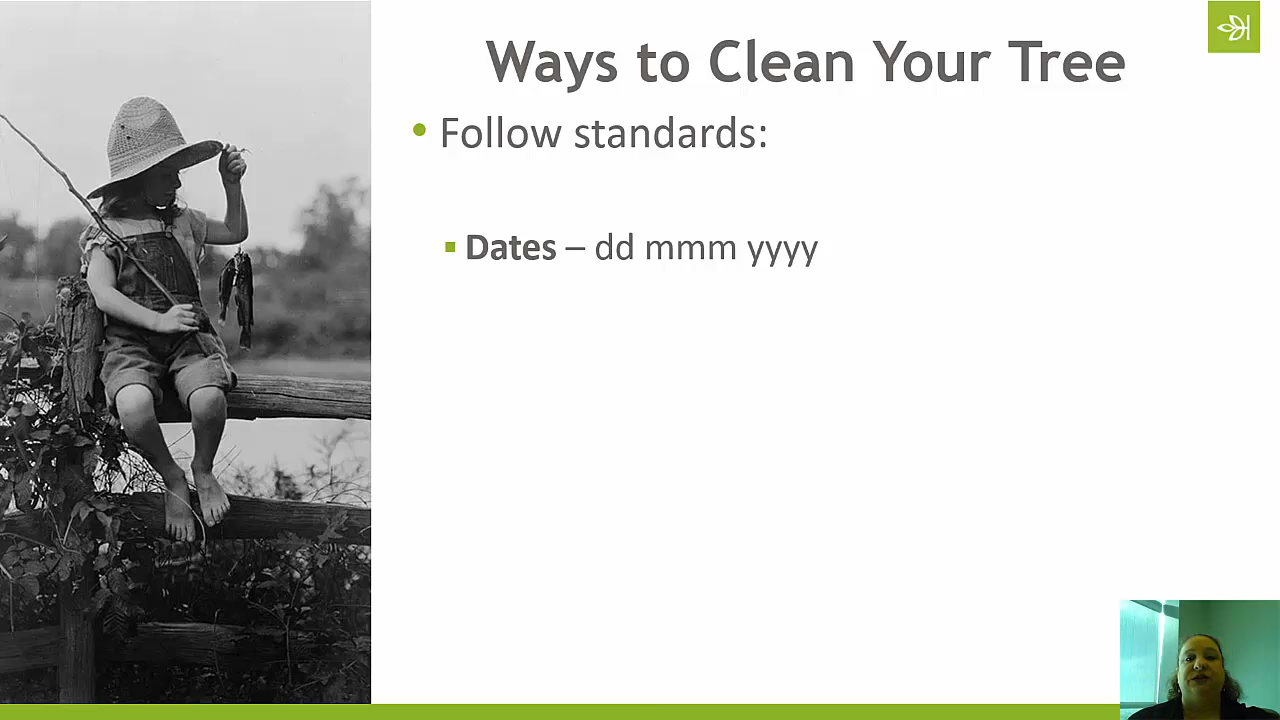 Ways to Clean Your Tree
• Follow standards:
▪ Dates – dd mmm yyyy